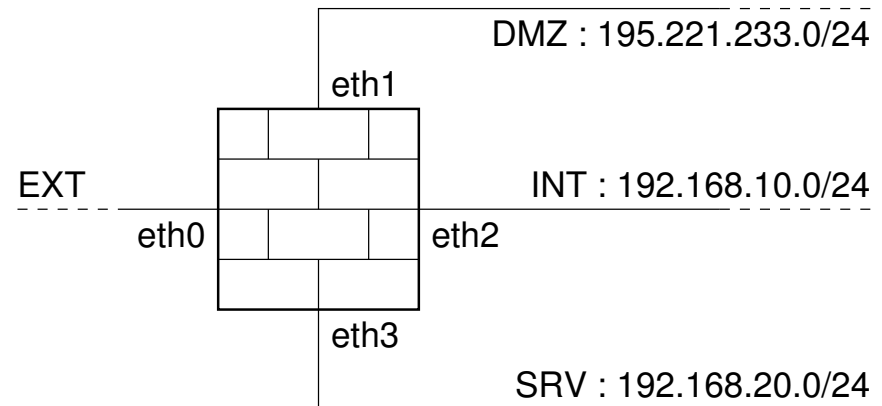 DMZ : 195.221.233.0/24
eth1
EXT
INT : 192.168.10.0/24
eth0
eth2
eth3
SRV : 192.168.20.0/24